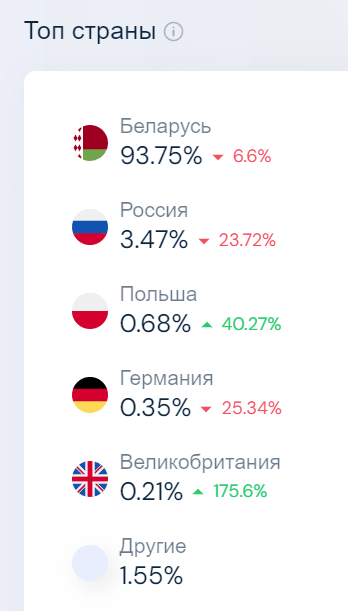 Топ страны
Беларусь
93.75% 6.6%
Россия
3.47% 23.72%
Польша
0.68% 40.27%
Германия
0.35% 25.34%
Великобритания
0.21% 175.6%
Другие
1.55%